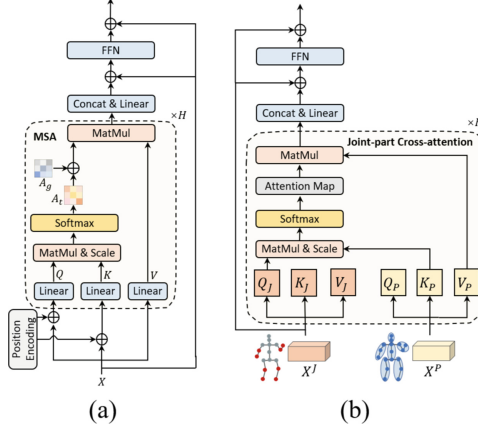 FFN
Concat & Linear
×H
MSA
MatMul
A_g
A_t
Softmax
MatMul & Scale
Q
K
V
Linear
Linear
Linear
Position
Encoding
X
(a)
FFN
Concat & Linear
Joint-part Cross-attention
MatMul
Attention Map
Softmax
MatMul & Scale
Q_J
K_J
V_J
Q_P
K_P
V_P
X^J
X^P
(b)